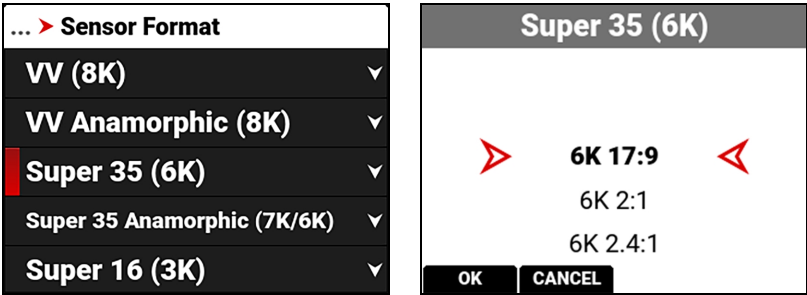 ... Sensor Format
VV (8K)
VV Anamorphic (8K)
Super 35 (6K)
Super 35 Anamorphic (7K/6K)
Super 16 (3K)
Super 35 (6K)
6K 17:9
6K 2:1
6K 2.4:1
OK CANCEL